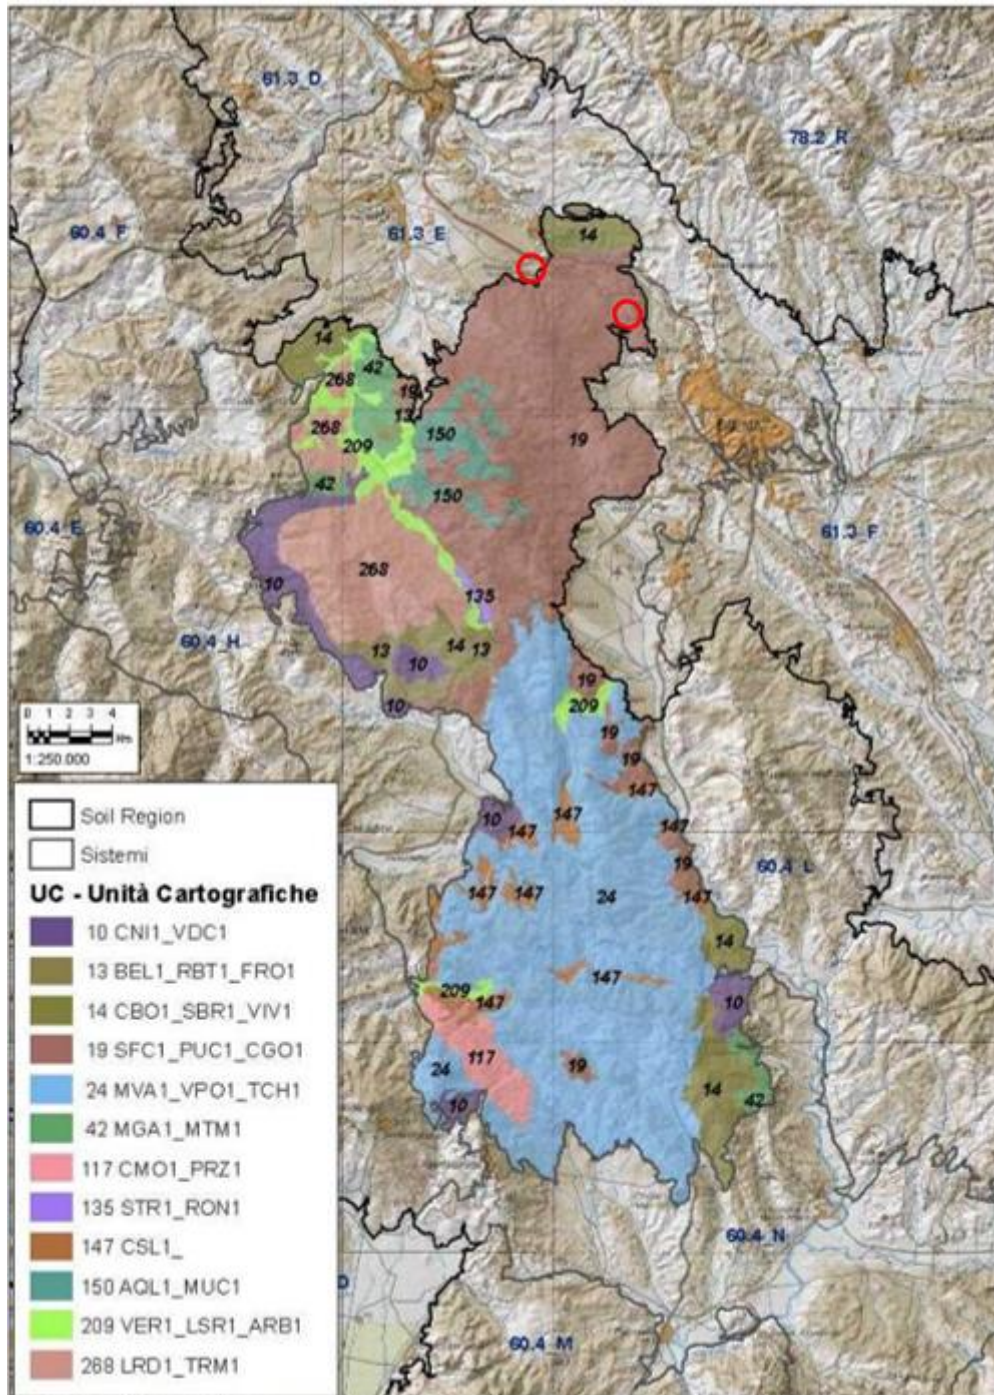 61.3_D
78.2_R
60.4_F
61.3_E
14
14
42
268
19
13
268
150
19
209
42
150
60.4_E
61.3_F
268
10
135
60.4_H
14
13
13
10
19
10
209
0 1 2 3 4
Km
1:250.000
19
19
147
10
147
147
147
19
60.4_L
147
147
24
147
14
147
209
147
10
117
24
19
14
42
10
60.4_N
60.4_M
Soil Region
Sistemi
UC - Unità Cartografiche
10 CNI1_VDC1
13 BEL1_RBT1_FRO1
14 CBO1_SBR1_VIV1
19 SFC1_PUC1_CGO1
24 MVA1_VPO1_TCH1
42 MGA1_MTM1
117 CMO1_PRZ1
135 STR1_RON1
147 CSL1_
150 AQL1_MUC1
209 VER1_LSR1_ARB1
268 LRD1_TRM1